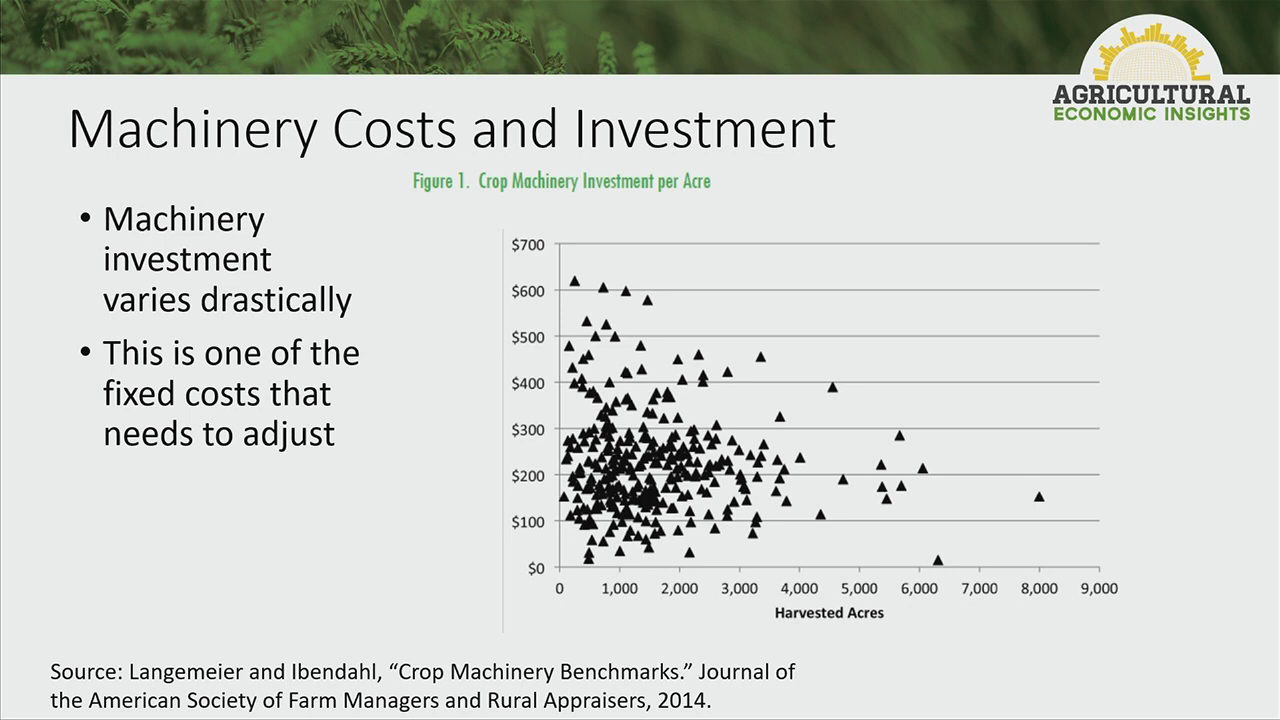 AGRICULTURAL
ECONOMIC INSIGHTS
Machinery Costs and Investment
Figure 1. Crop Machinery Investment per Acre
• Machinery
investment
varies drastically
• This is one of the
fixed costs that
needs to adjust
$700
$600
$500
$400
$300
$200
$100
$0
0 1,000 2,000 3,000 4,000 5,000 6,000 7,000 8,000 9,000
Harvested Acres
Source: Langemeier and Ibendahl, “Crop Machinery Benchmarks.” Journal of
the American Society of Farm Managers and Rural Appraisers, 2014.